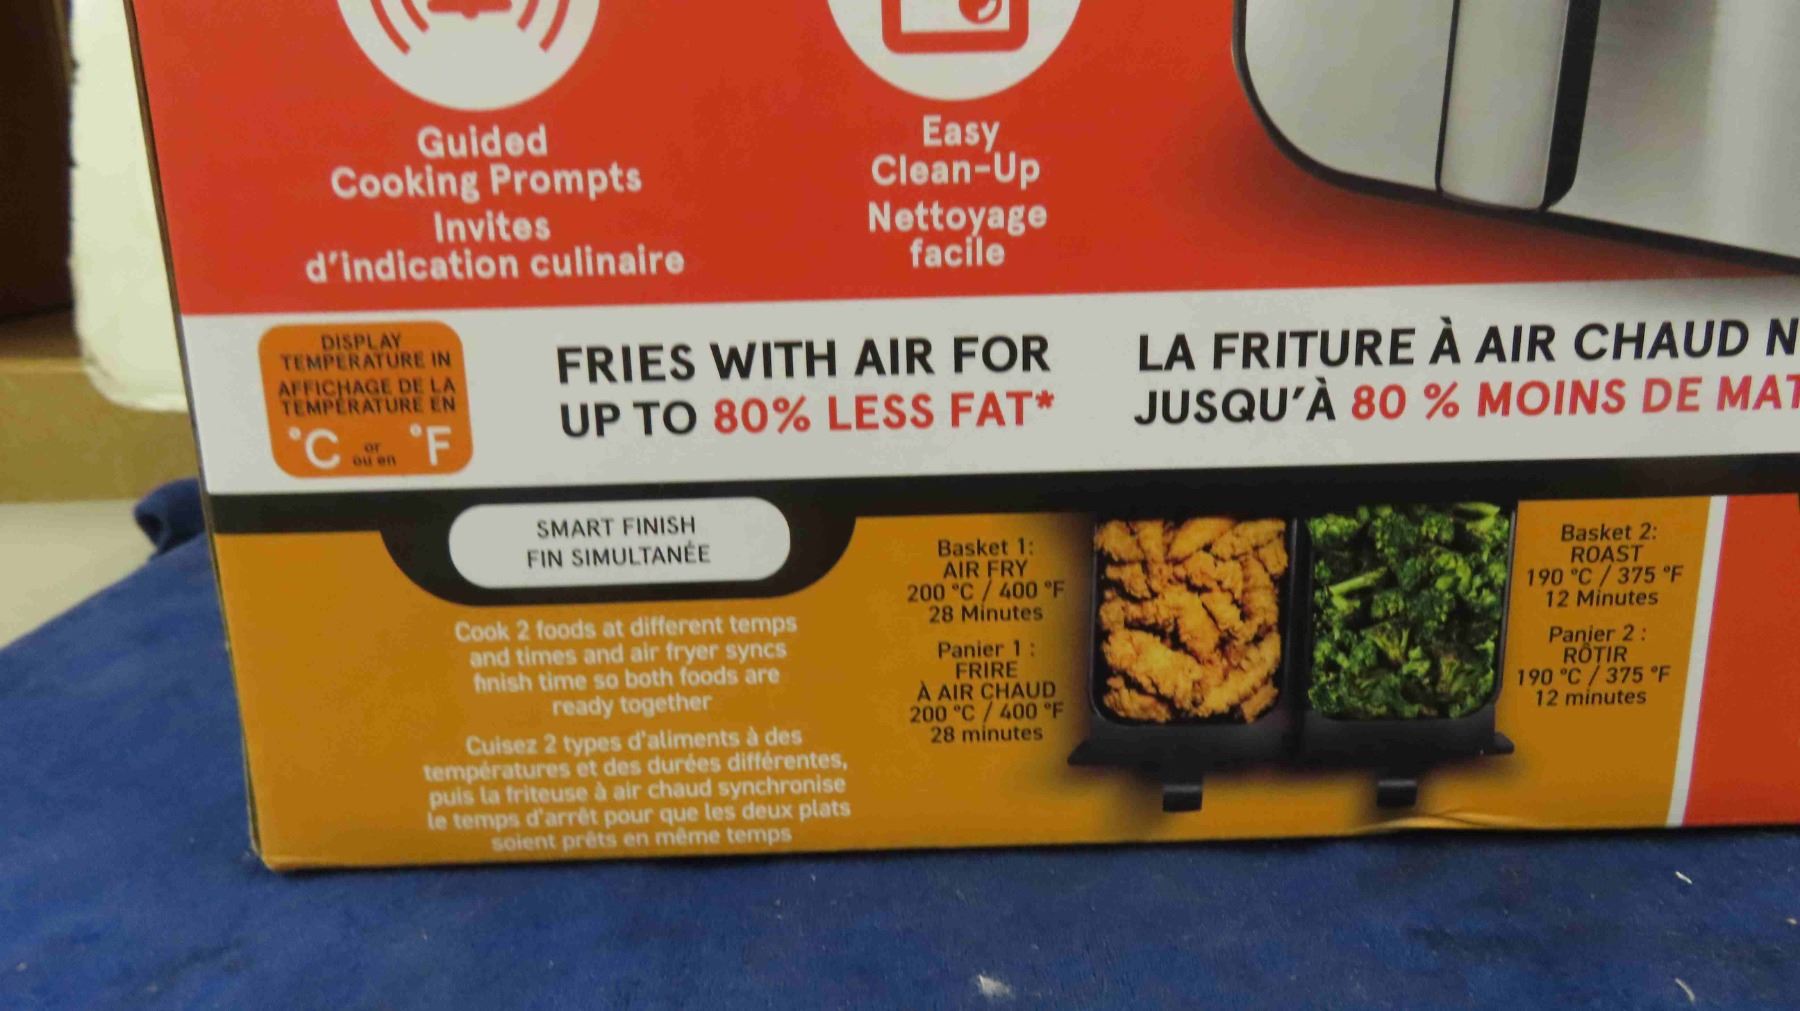 Guided
Cooking Prompts
Invites
d'indication culinaire
Easy
Clean-Up
Nettoyage
facile
DISPLAY
TEMPERATURE IN
AFFICHAGE DE LA
TEMPÉRATURE EN
°C or ou en °F
FRIES WITH AIR FOR
UP TO 80% LESS FAT*
LA FRITURE À AIR CHAUD N
JUSQU'À 80 % MOINS DE MAT
SMART FINISH
FIN SIMULTANÉE
Cook 2 foods at different temps
and times and air fryer syncs
finish time so both foods are
ready together
Cuisez 2 types d'aliments à des
températures et des durées différentes,
puis la friteuse à air chaud synchronise
le temps d'arrêt pour que les deux plats
soient prêts en même temps
Basket 1:
AIR FRY
200 °C / 400 °F
28 Minutes
Panier 1 :
FRIRE
À AIR CHAUD
200 °C / 400 °F
28 minutes
Basket 2:
ROAST
190 °C / 375 °F
12 Minutes
Panier 2 :
RÔTIR
190 °C / 375 °F
12 minutes